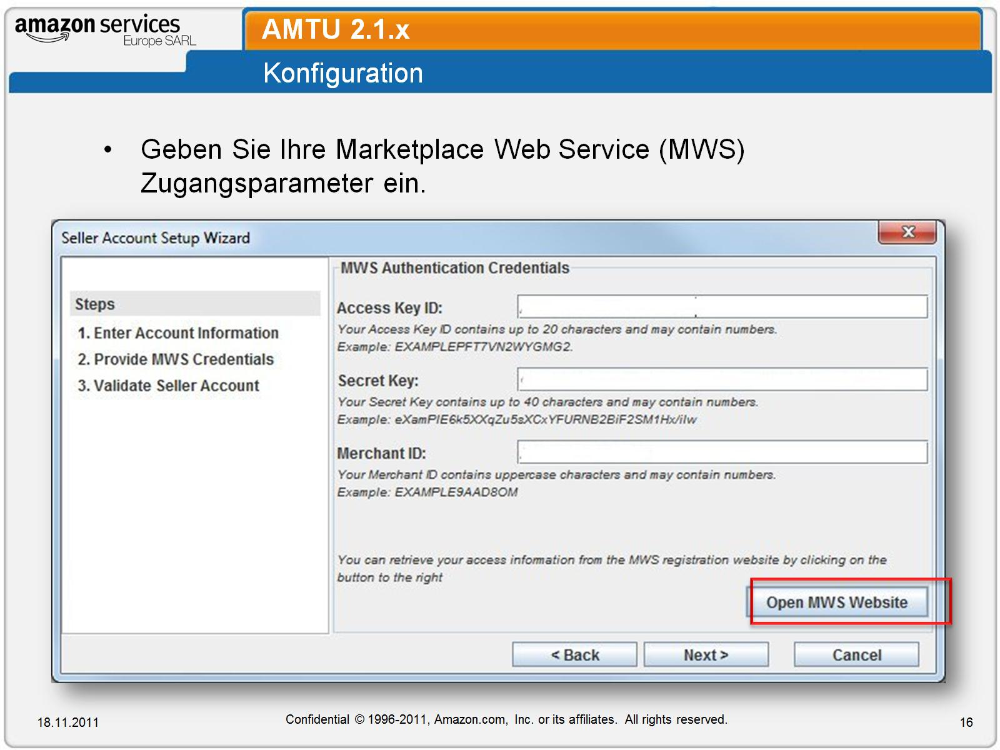 amazon services
Europe SARL
AMTU 2.1.x
Konfiguration
• Geben Sie Ihre Marketplace Web Service (MWS)
Zugangsparameter ein.
Seller Account Setup Wizard
X
Steps
1. Enter Account Information
2. Provide MWS Credentials
3. Validate Seller Account
MWS Authentication Credentials
Access Key ID:
Your Access Key ID contains up to 20 characters and may contain numbers.
Example: EXAMPLEPFT7VN2WYGMG2.
Secret Key:
Your Secret Key contains up to 40 characters and may contain numbers.
Example: eXamPlE6k5XXqZu5sXCxYFURNB2BiF2SM1Hx/iIw
Merchant ID:
Your Merchant ID contains uppercase characters and may contain numbers.
Example: EXAMPLE9AAD8OM
You can retrieve your access information from the MWS registration website by clicking on the
button to the right
Open MWS Website
< Back
Next >
Cancel
18.11.2011
Confidential © 1996-2011, Amazon.com, Inc. or its affiliates. All rights reserved.
16